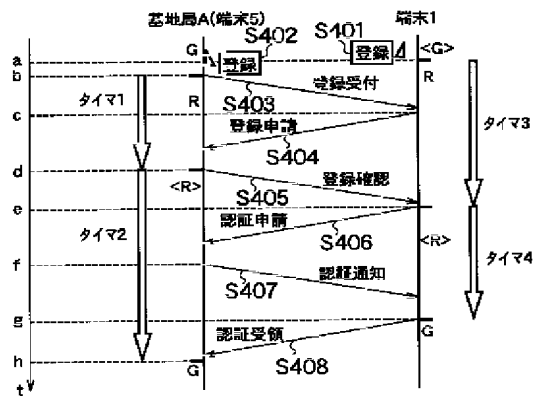 基地局A(端末5)
端末1
S402
S401
G
登録
登録
<G>
a
b
R
登録受付
R
タイマ1
S403
c
登録申請
タイマ3
S404
d
<R>
登録確認
S405
e
認証申請
タイマ2
S406
<R>
タイマ4
f
認証通知
S407
g
認証受領
G
S408
h
G
t